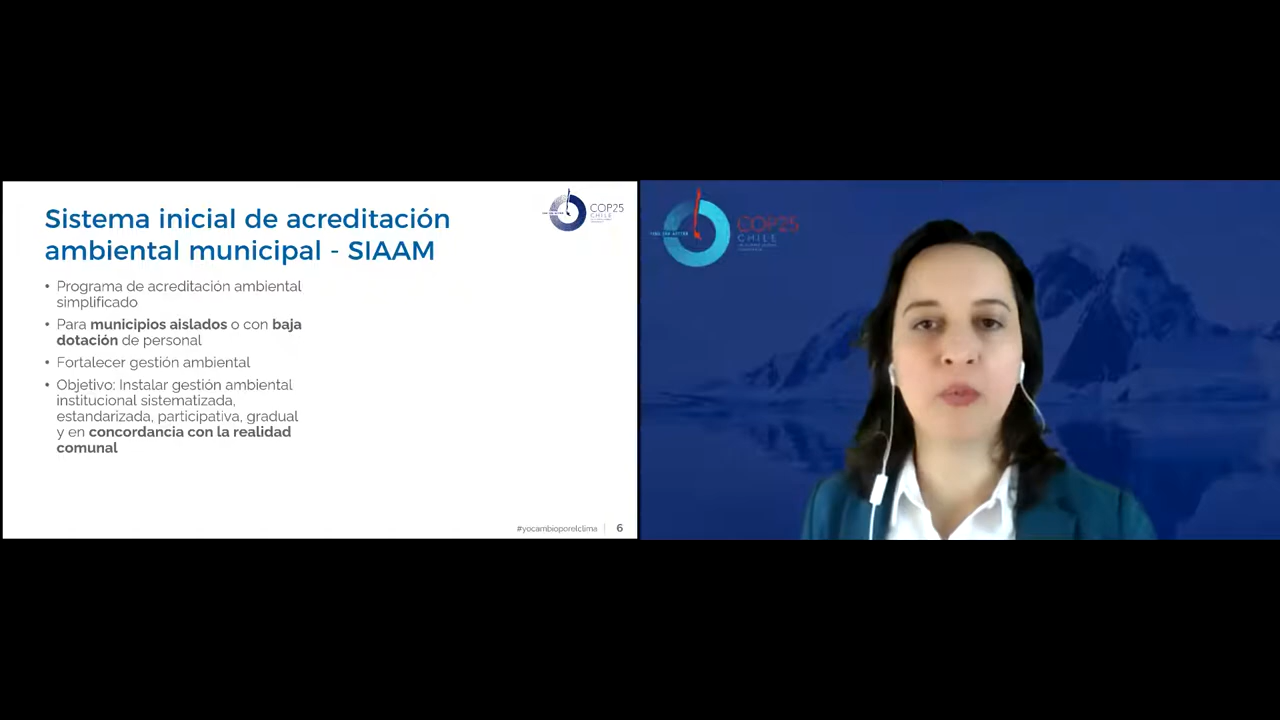 Sistema inicial de acreditación
ambiental municipal - SIAAM
COP25
CHILE
• Programa de acreditación ambiental
simplificado
• Para municipios aislados o con baja
dotación de personal
• Fortalecer gestión ambiental
• Objetivo: Instalar gestión ambiental
institucional sistematizada,
estandarizada, participativa, gradual
y en concordancia con la realidad
comunal
#yocambioporelclima | 6
COP25
CHILE